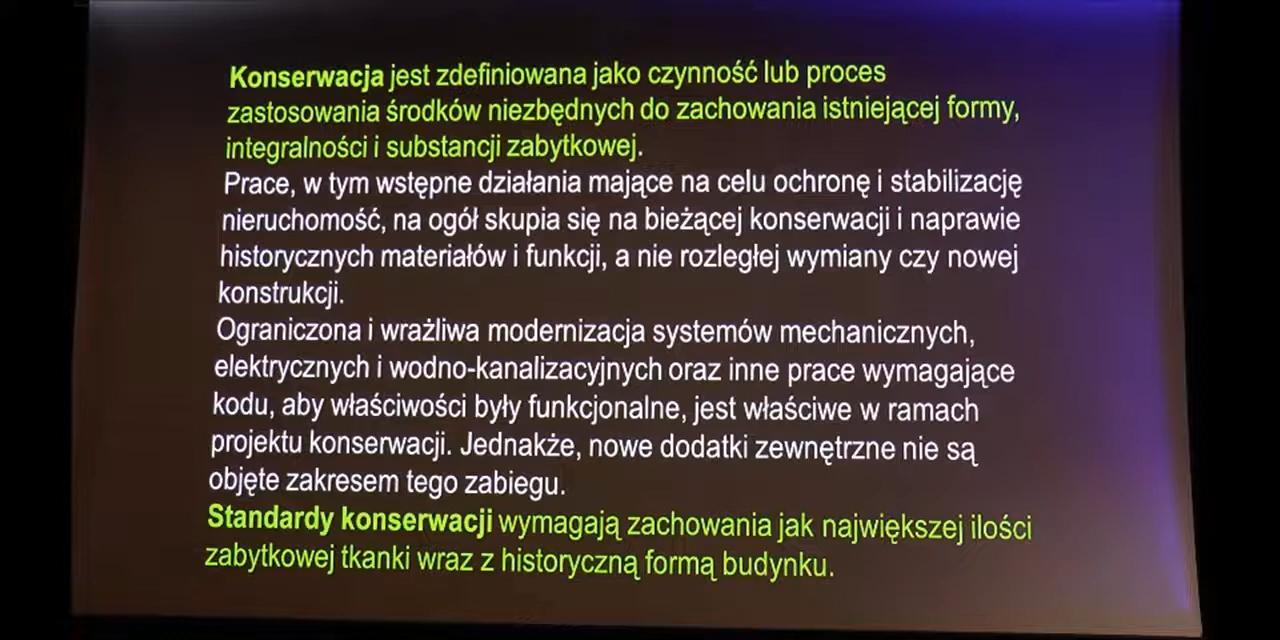 Konserwacja jest zdefiniowana jako czynność lub proces
zastosowania środków niezbędnych do zachowania istniejącej formy,
integralności i substancji zabytkowej.
Prace, w tym wstępne działania mające na celu ochronę i stabilizację
nieruchomość, na ogół skupia się na bieżącej konserwacji i naprawie
historycznych materiałów i funkcji, a nie rozległej wymiany czy nowej
konstrukcji.
Ograniczona i wrażliwa modernizacja systemów mechanicznych,
elektrycznych i wodno-kanalizacyjnych oraz inne prace wymagające
kodu, aby właściwości były funkcjonalne, jest właściwe w ramach
projektu konserwacji. Jednakże, nowe dodatki zewnętrzne nie są
objęte zakresem tego zabiegu.
Standardy konserwacji wymagają zachowania jak największej ilości
zabytkowej tkanki wraz z historyczną formą budynku.